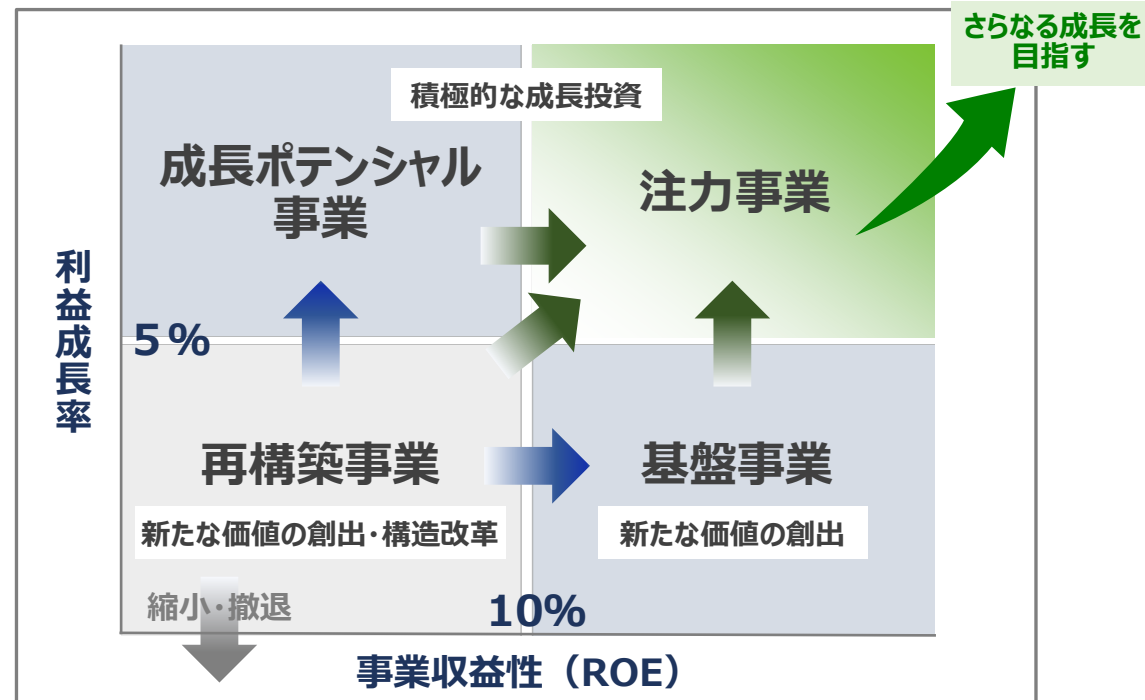 さらなる成長を
目指す
積極的な成長投資
成長ポテンシャル
事業
注力事業
利益成長率
5%
再構築事業
基盤事業
新たな価値の創出・構造改革
新たな価値の創出
縮小・撤退
10%
事業収益性（ROE）